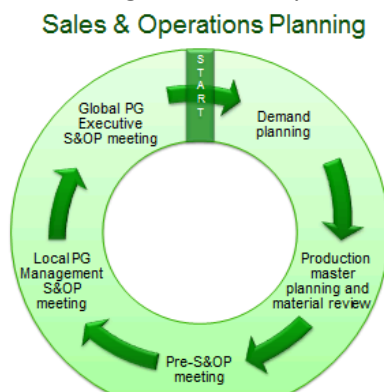 Sales & Operations Planning
START
Global PG
Executive
S&OP meeting
Demand
planning
Local PG
Management
S&OP
meeting
Production
master
planning and
material review
Pre-S&OP
meeting